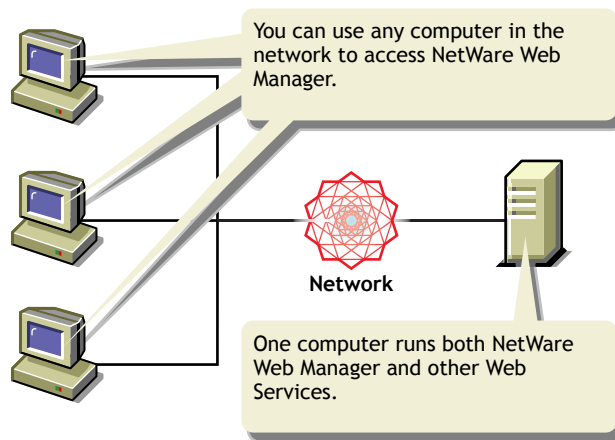 You can use any computer in the
network to access NetWare Web
Manager.
Network
One computer runs both NetWare
Web Manager and other Web
Services.